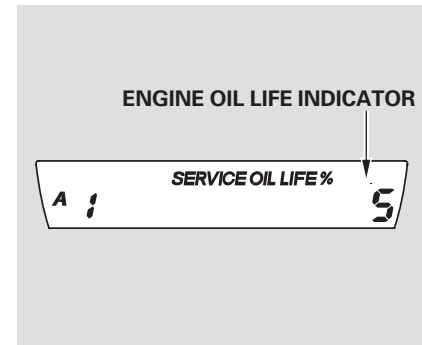 ENGINE OIL LIFE INDICATOR
SERVICE OIL LIFE %
A 1 5